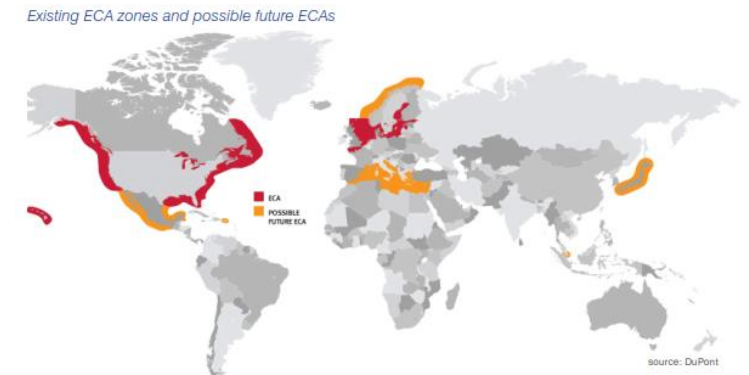 Existing ECA zones and possible future ECAs
ECA
POSSIBLE
FUTURE ECA
source: DuPont